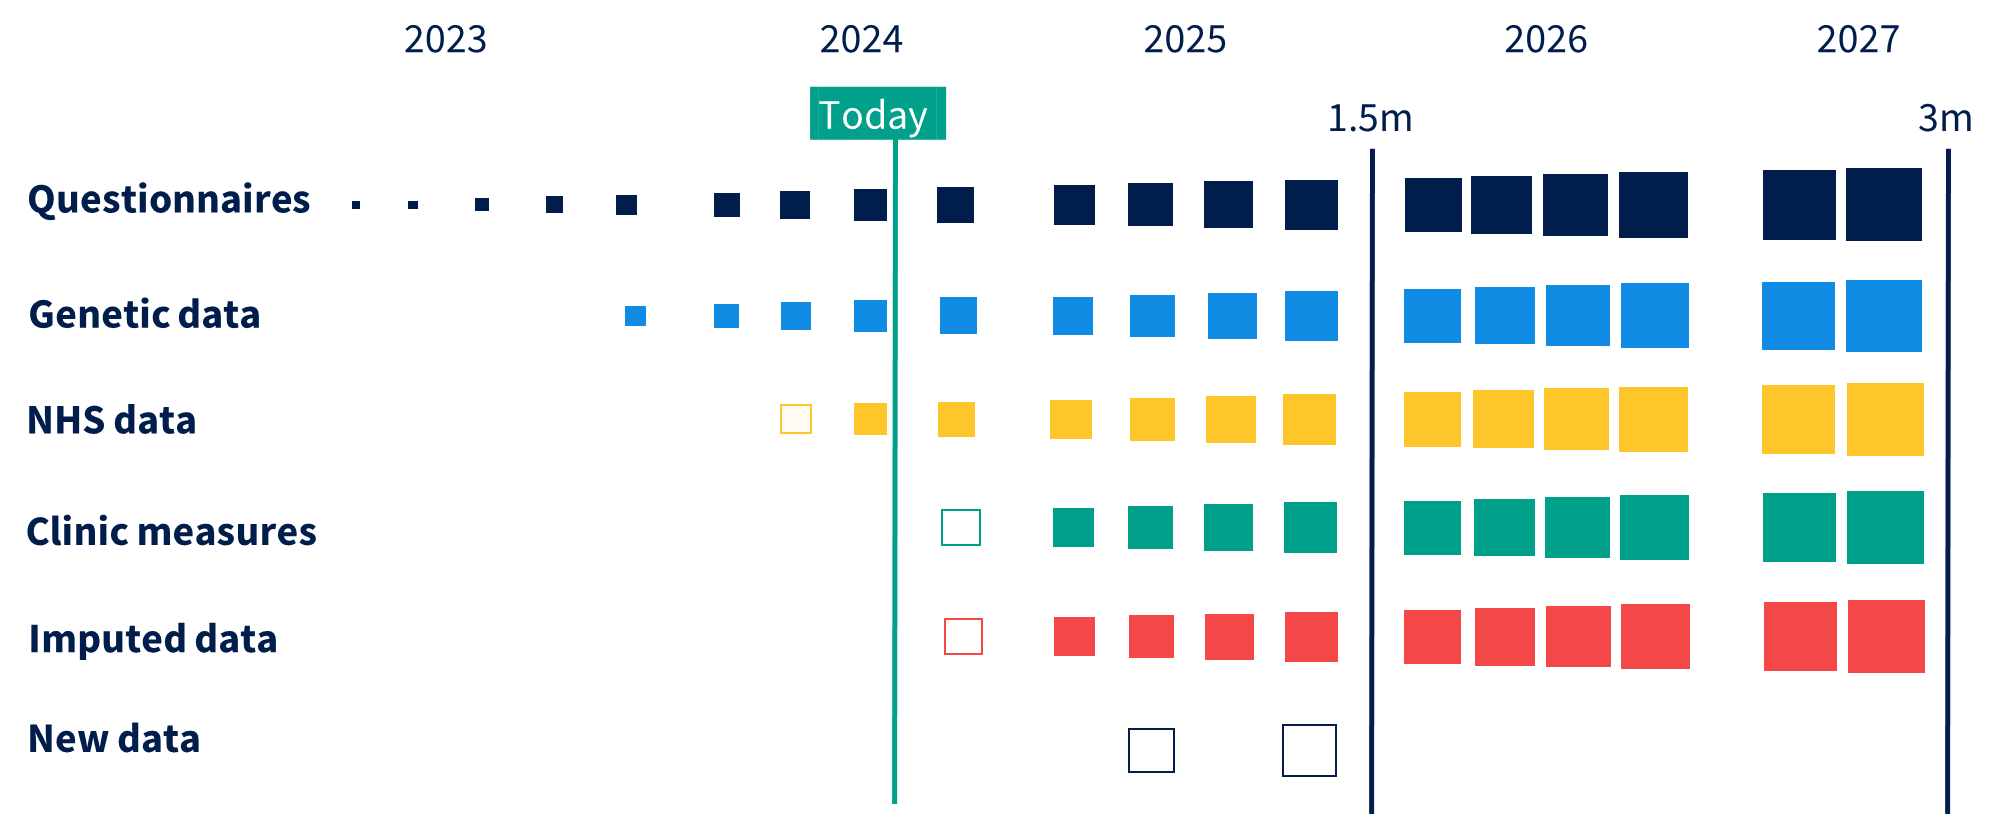 2023 2024 2025 2026 2027
Today 1.5m 3m
Questionnaires
Genetic data
NHS data
Clinic measures
Imputed data
New data